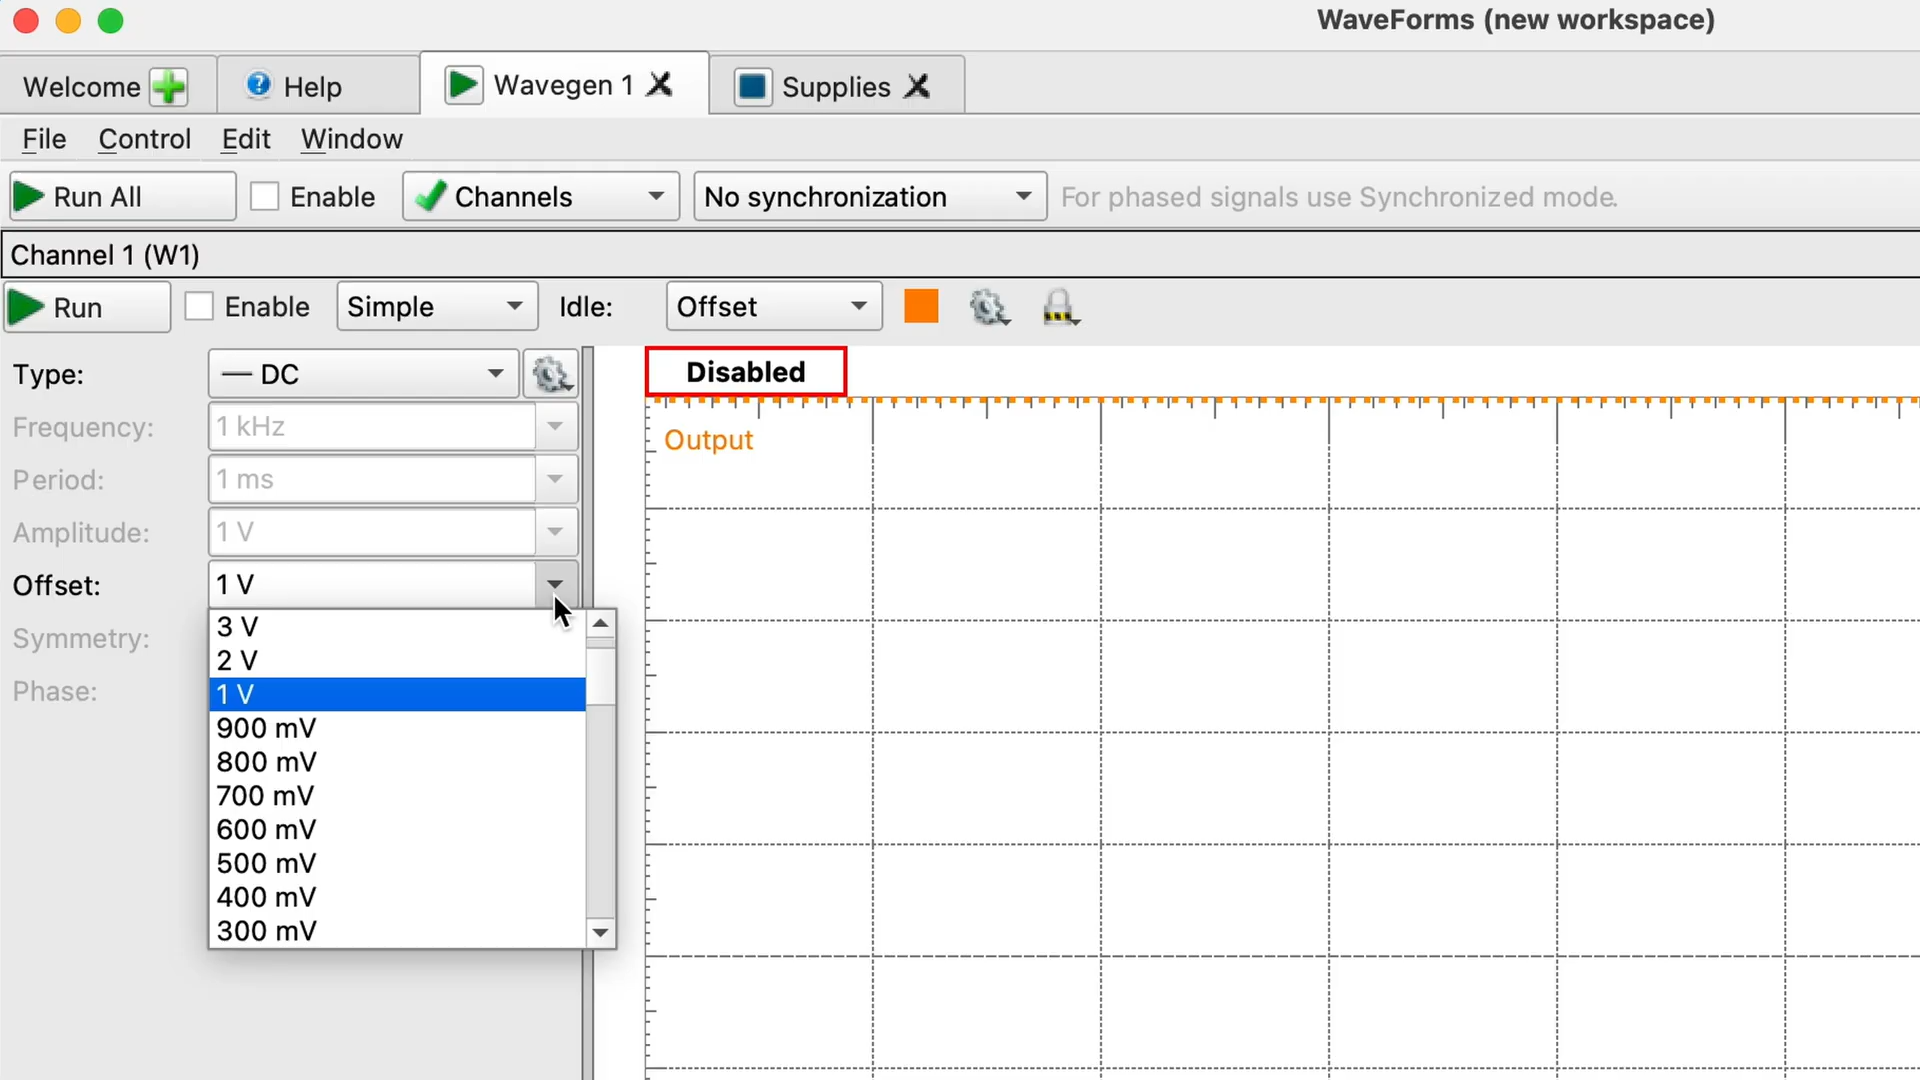 WaveForms (new workspace)
Welcome Help Wavegen 1 Supplies
File Control Edit Window
Run All Enable Channels No synchronization For phased signals use Synchronized mode.
Channel 1 (W1)
Run Enable Simple Idle: Offset
Type: DC
Disabled
Frequency: 1 kHz
Output
Period: 1 ms
Amplitude: 1 V
Offset: 1 V
3 V
Symmetry:
2 V
Phase:
1 V
900 mV
800 mV
700 mV
600 mV
500 mV
400 mV
300 mV